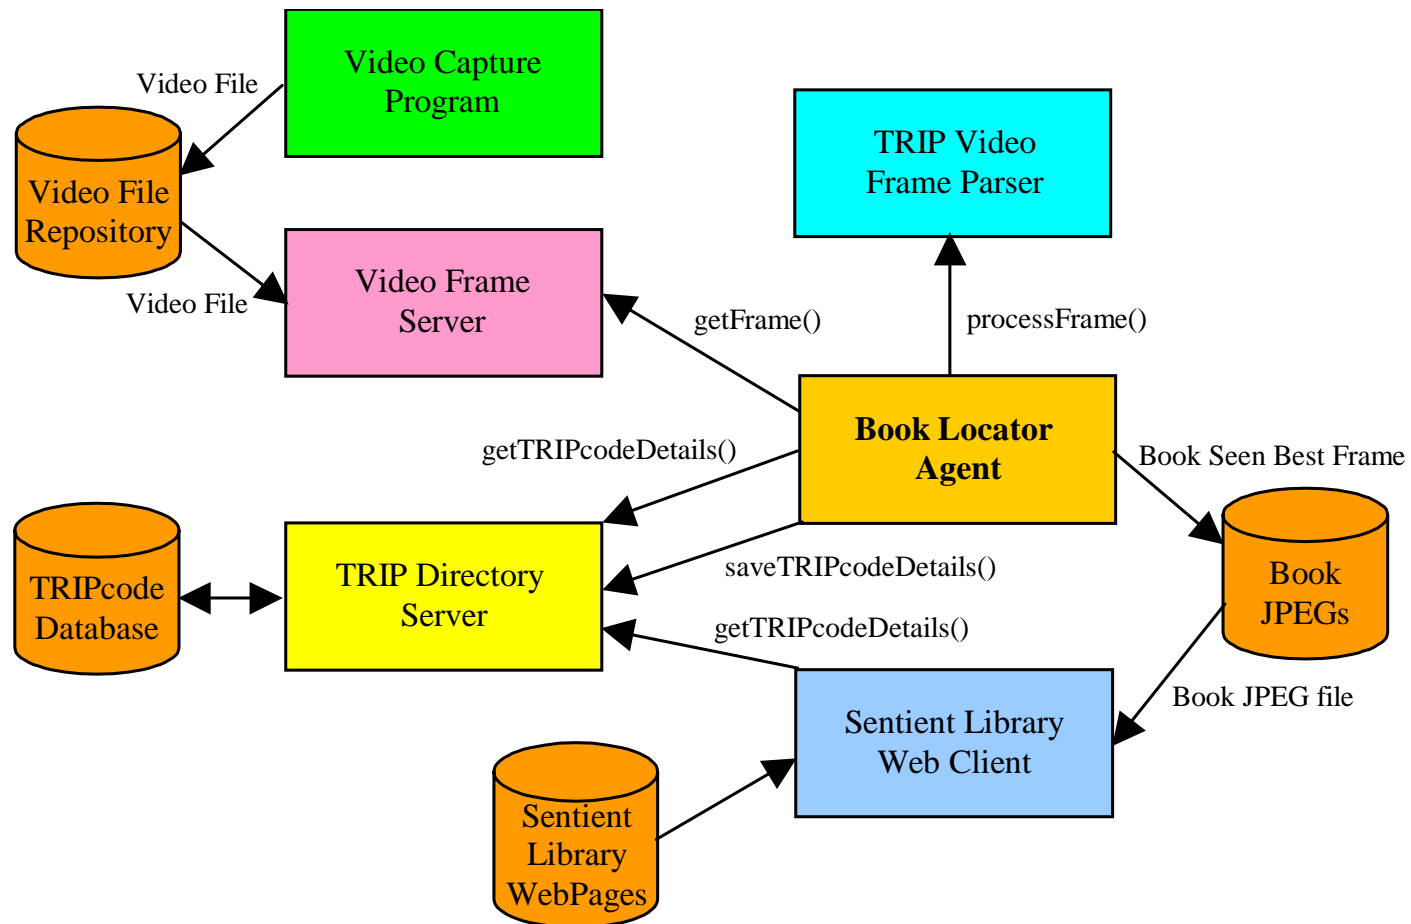 Video Capture
Program
Video File
TRIP Video
Frame Parser
Video File
Repository
Video Frame
Server
Video File
getFrame()
processFrame()
Book Locator
Agent
getTRIPcodeDetails()
Book Seen Best Frame
TRIP Directory
Server
TRIPcode
Database
saveTRIPcodeDetails()
Book
JPEGs
getTRIPcodeDetails()
Book JPEG file
Sentient Library
Web Client
Sentient
Library
WebPages